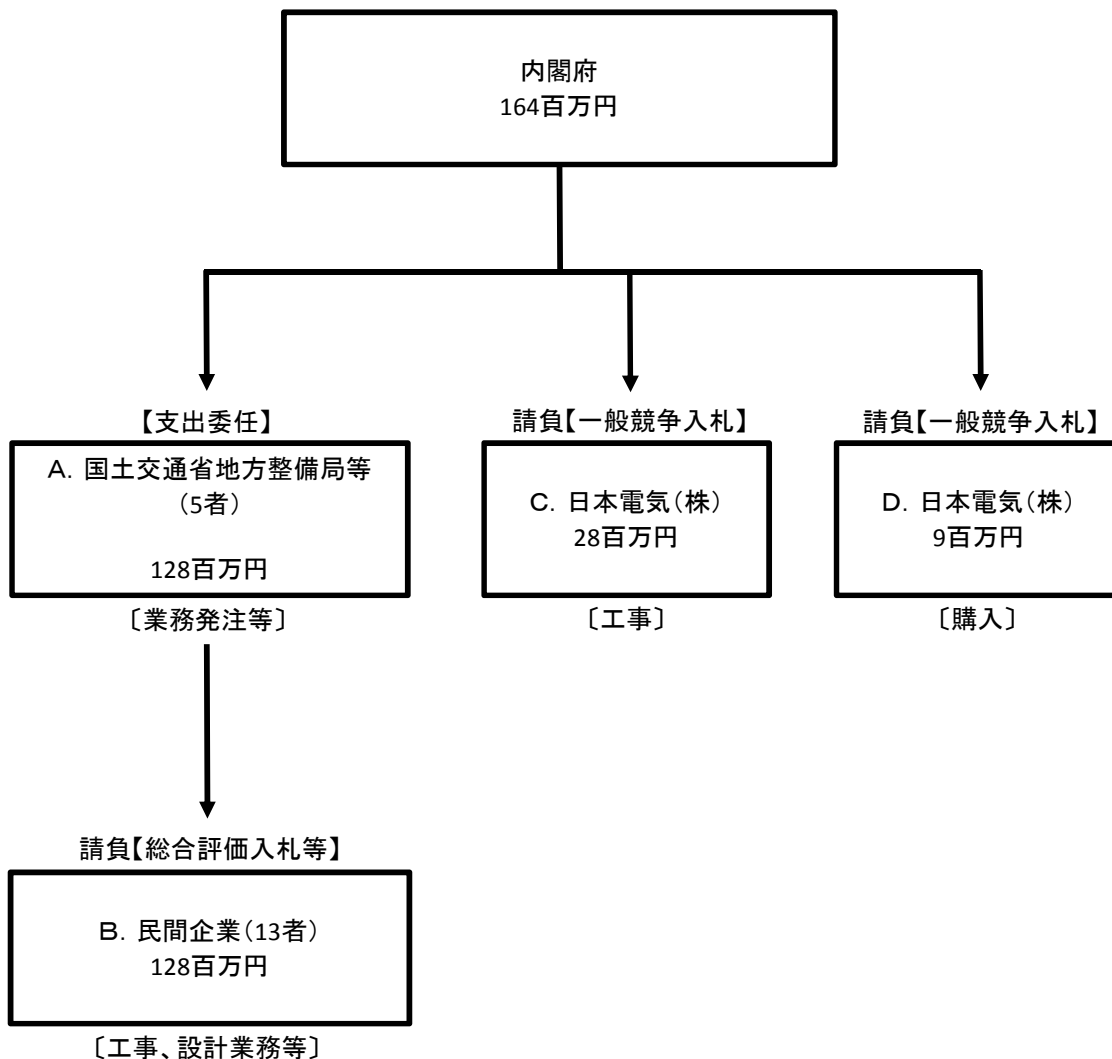 内閣府
164百万円
【支出委任】
A. 国土交通省地方整備局等
（5者）
128百万円
〔業務発注等〕
請負【一般競争入札】
C. 日本電気（株）
28百万円
〔工事〕
請負【一般競争入札】
D. 日本電気（株）
9百万円
〔購入〕
請負【総合評価入札等】
B. 民間企業（13者）
128百万円
〔工事、設計業務等〕